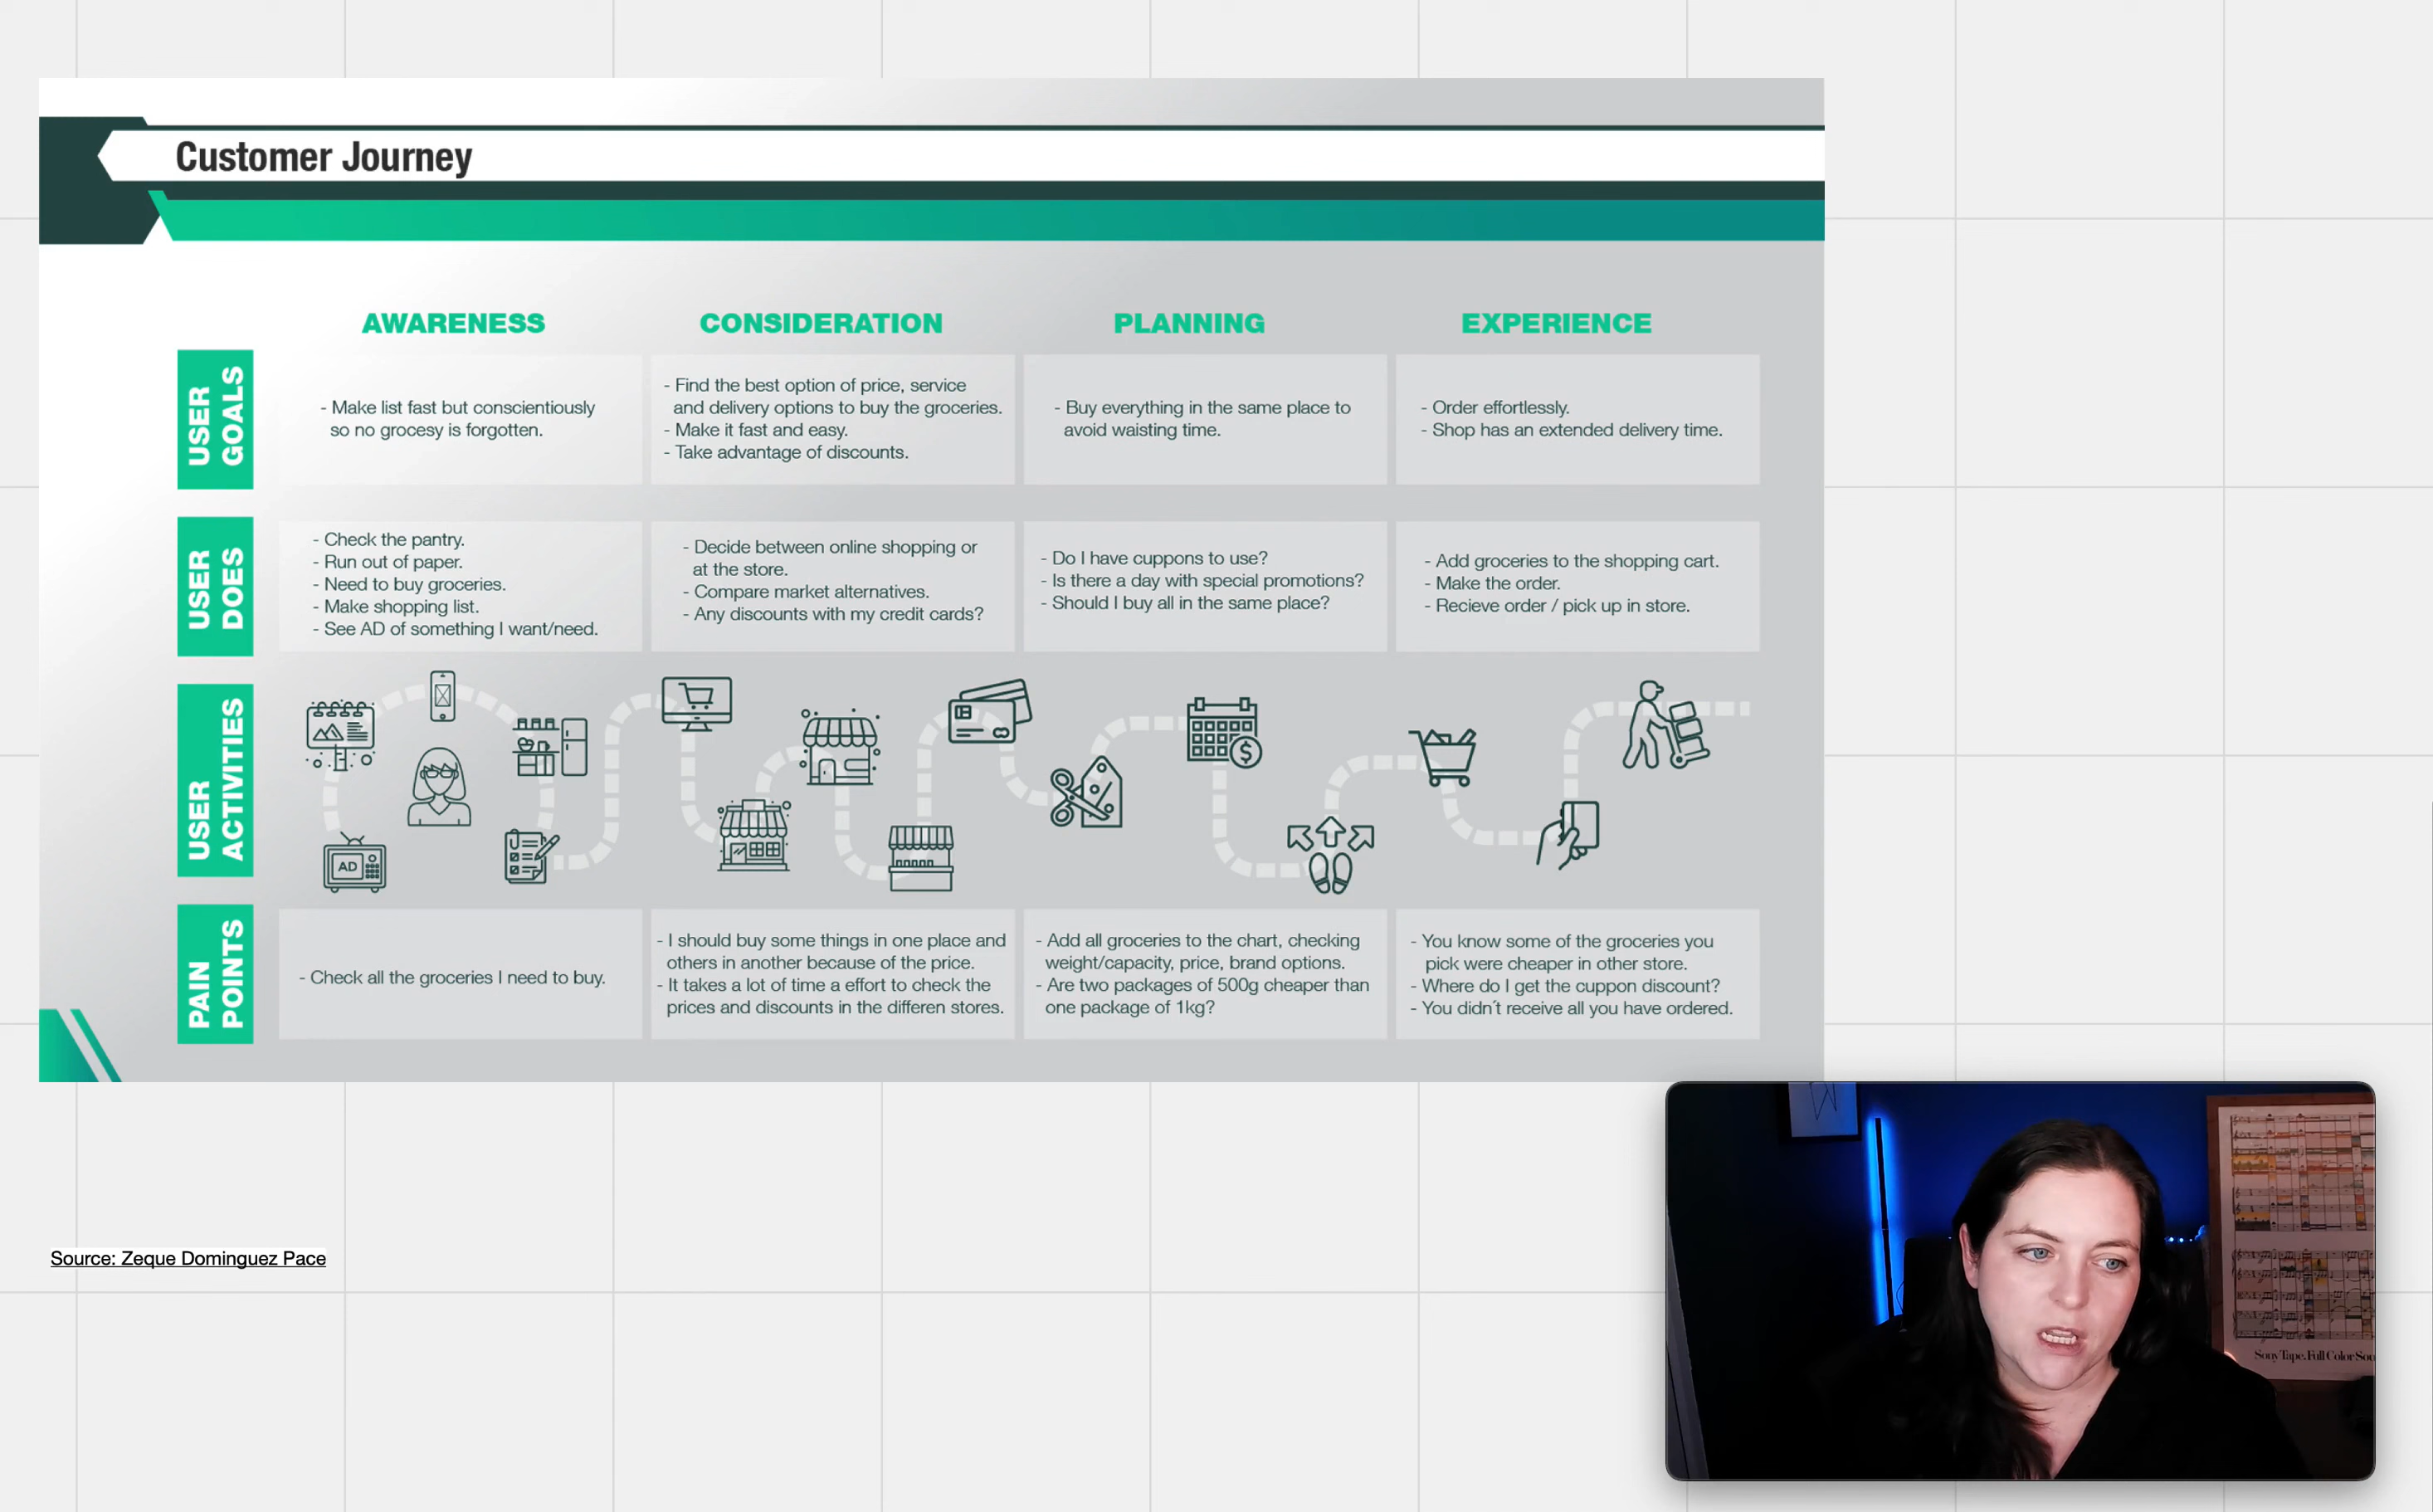 Customer Journey
AWARENESS
CONSIDERATION
PLANNING
EXPERIENCE
USER
GOALS
- Make list fast but conscientiously
so no grocesy is forgotten.
- Find the best option of price, service
and delivery options to buy the groceries.
- Make it fast and easy.
- Take advantage of discounts.
- Buy everything in the same place to
avoid waisting time.
- Order effortlessly.
- Shop has an extended delivery time.
USER
DOES
- Check the pantry.
- Run out of paper.
- Need to buy groceries.
- Make shopping list.
- See AD of something I want/need.
- Decide between online shopping or
at the store.
- Compare market alternatives.
- Any discounts with my credit cards?
- Do I have cuppons to use?
- Is there a day with special promotions?
- Should I buy all in the same place?
- Add groceries to the shopping cart.
- Make the order.
- Recieve order / pick up in store.
USER
ACTIVITIES
AD
$
PAIN
POINTS
- Check all the groceries I need to buy.
- I should buy some things in one place and
others in another because of the price.
- It takes a lot of time a effort to check the
prices and discounts in the differen stores.
- Add all groceries to the chart, checking
weight/capacity, price, brand options.
- Are two packages of 500g cheaper than
one package of 1kg?
- You know some of the groceries you
pick were cheaper in other store.
- Where do I get the cuppon discount?
- You didn´t receive all you have ordered.
Source: Zeque Dominguez Pace
Sony Tape. Full Color